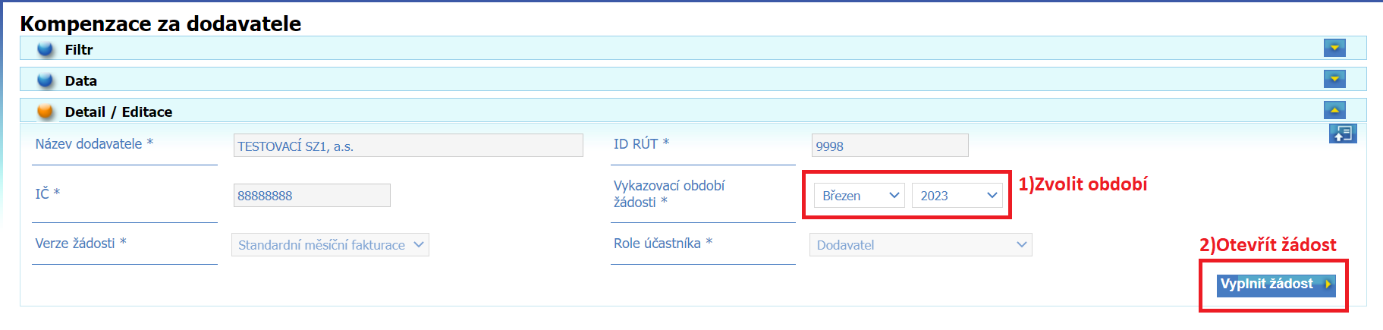 Kompenzace za dodavatele
Filtr
Data
Detail / Editace
Název dodavatele *
TESTOVACÍ SZ1, a.s.
ID RÚT *
9998
IČ *
88888888
Vykazovací období
žádosti *
Březen
2023
1)Zvolit období
Verze žádosti *
Standardní měsíční fakturace
Role účastníka *
Dodavatel
2)Otevřít žádost
Vyplnit žádost